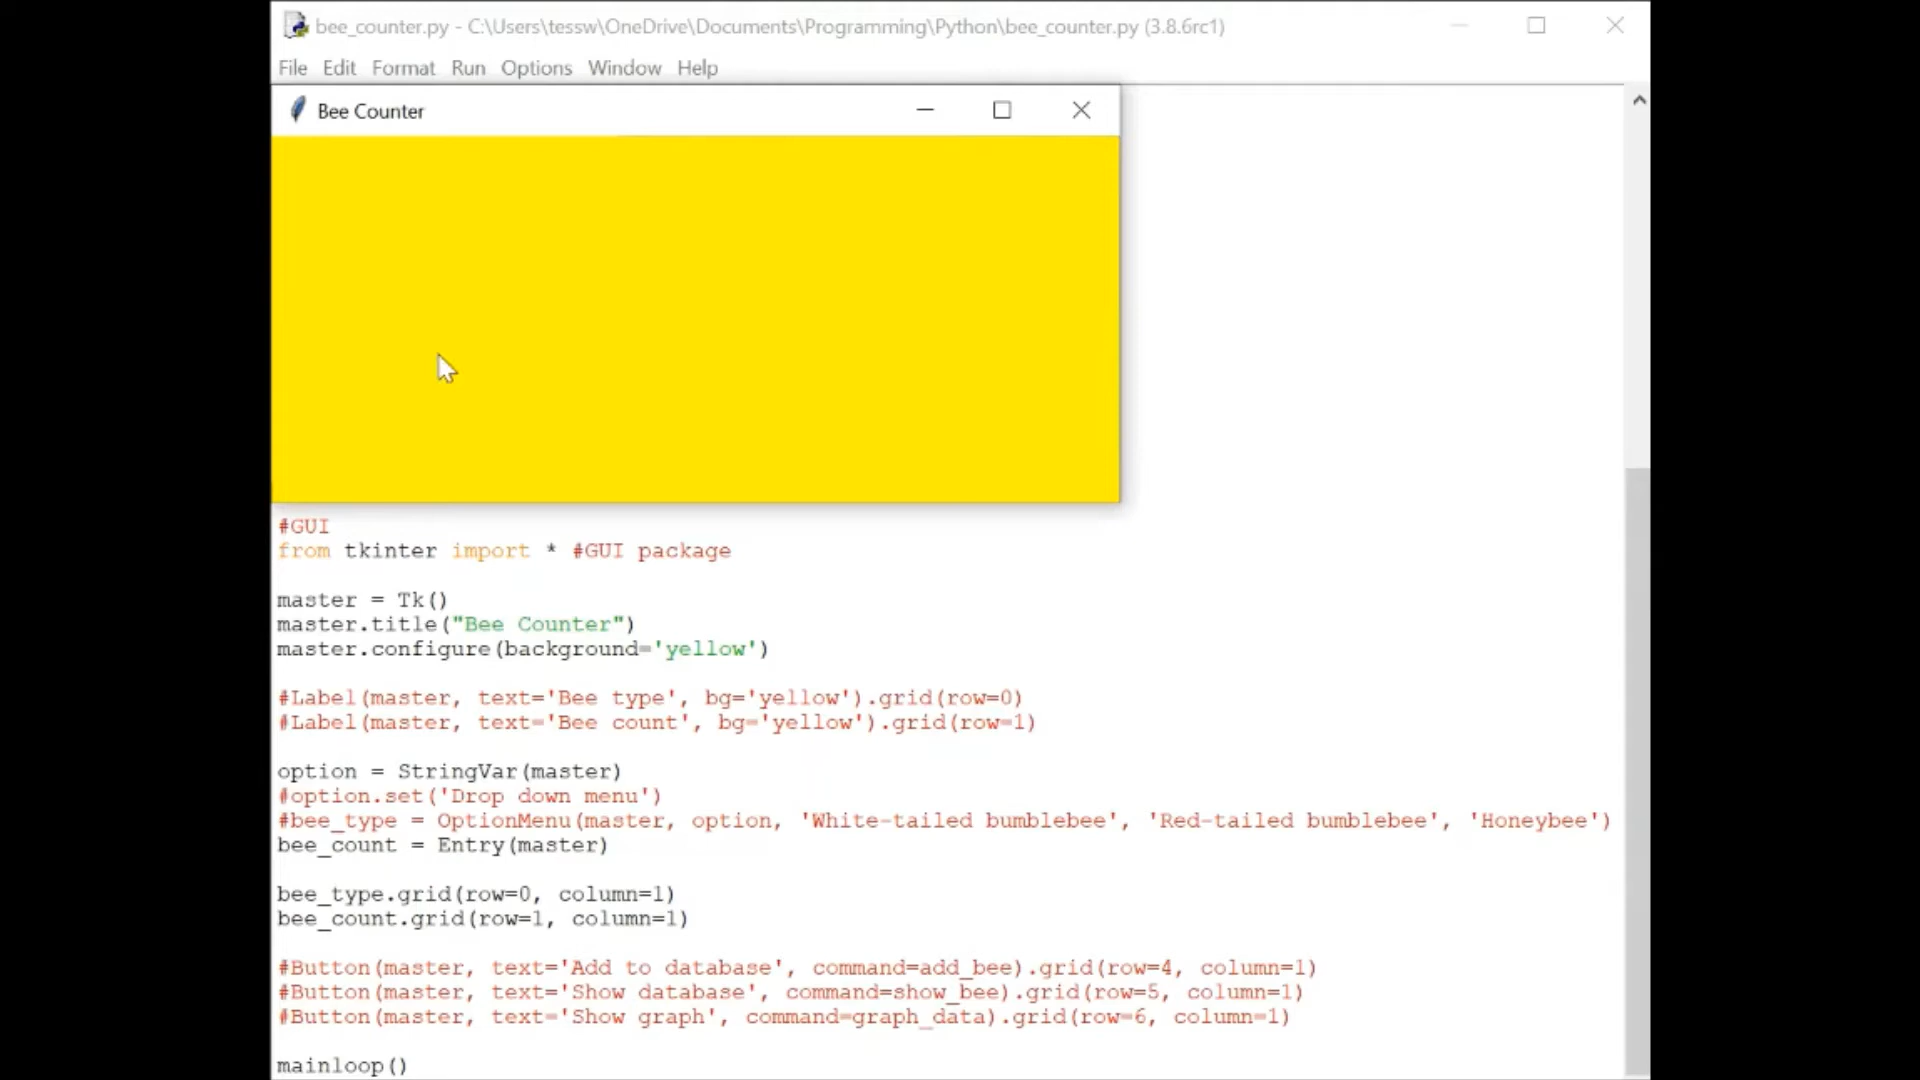 bee_counter.py - C:\Users\tessw\OneDrive\Documents\Programming\Python\bee_counter.py (3.8.6rc1)
File Edit Format Run Options Window Help
Bee Counter
#GUI
from tkinter import * #GUI package
master = Tk()
master.title("Bee Counter")
master.configure(background='yellow')
#Label(master, text='Bee type', bg='yellow').grid(row=0)
#Label(master, text='Bee count', bg='yellow').grid(row=1)
option = StringVar(master)
#option.set('Drop down menu')
#bee_type = OptionMenu(master, option, 'White-tailed bumblebee', 'Red-tailed bumblebee', 'Honeybee')
bee_count = Entry(master)
bee_type.grid(row=0, column=1)
bee_count.grid(row=1, column=1)
#Button(master, text='Add to database', command=add_bee).grid(row=4, column=1)
#Button(master, text='Show database', command=show_bee).grid(row=5, column=1)
#Button(master, text='Show graph', command=graph_data).grid(row=6, column=1)
mainloop()